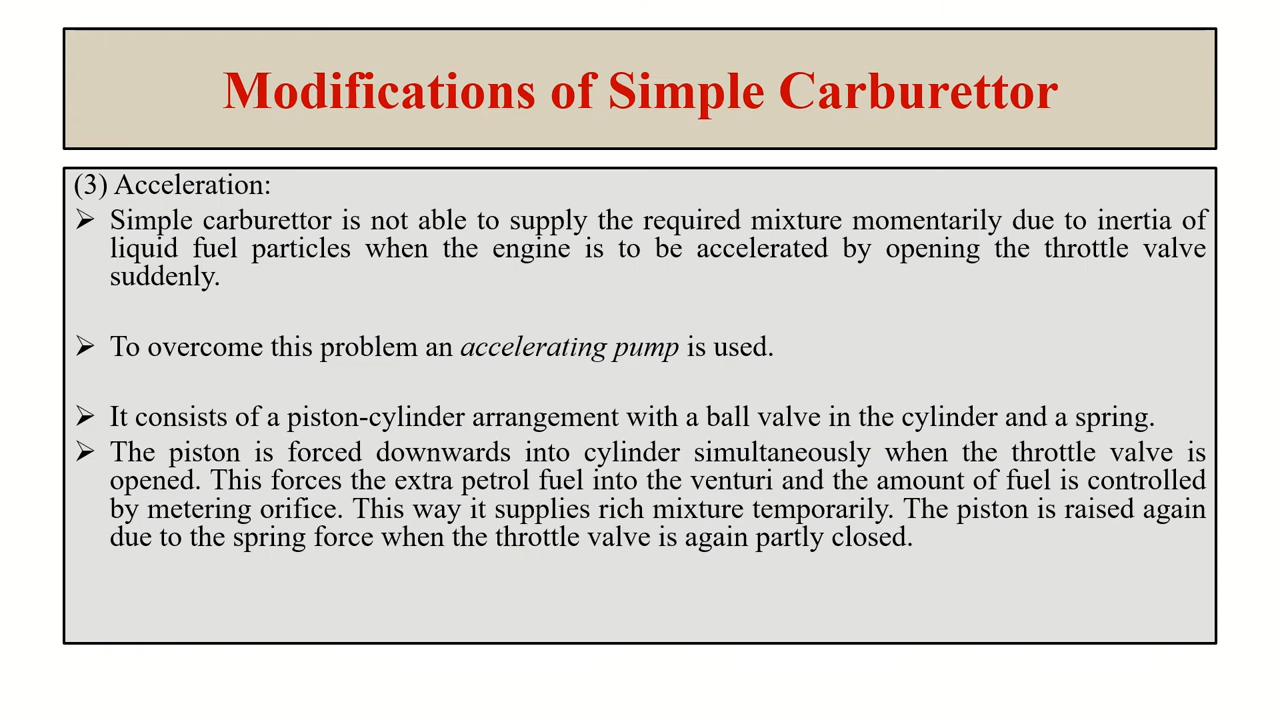 Modifications of Simple Carburettor
(3) Acceleration:
➢ Simple carburettor is not able to supply the required mixture momentarily due to inertia of
liquid fuel particles when the engine is to be accelerated by opening the throttle valve
suddenly.
➢ To overcome this problem an accelerating pump is used.
➢ It consists of a piston-cylinder arrangement with a ball valve in the cylinder and a spring.
➢ The piston is forced downwards into cylinder simultaneously when the throttle valve is
opened. This forces the extra petrol fuel into the venturi and the amount of fuel is controlled
by metering orifice. This way it supplies rich mixture temporarily. The piston is raised again
due to the spring force when the throttle valve is again partly closed.